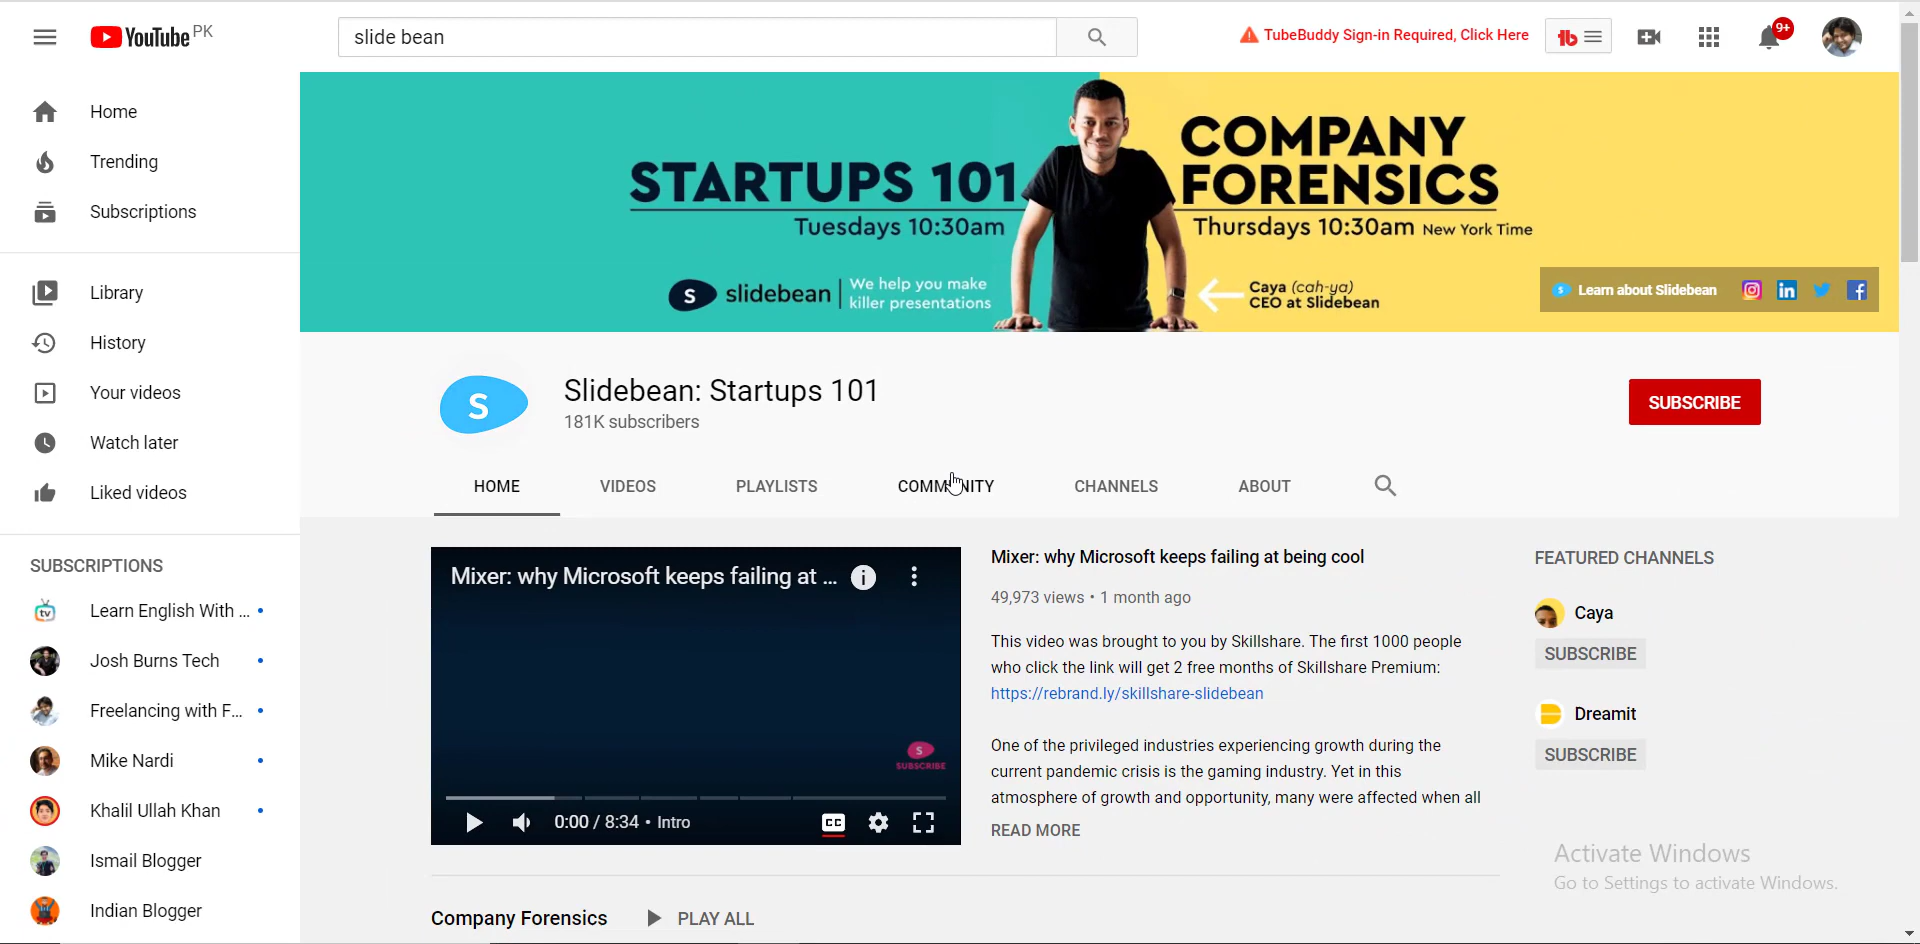 YouTube PK
slide bean
TubeBuddy Sign-in Required, Click Here
9+
Home
Trending
Subscriptions
Library
History
Your videos
Watch later
Liked videos
SUBSCRIPTIONS
Learn English With ...
Josh Burns Tech
Freelancing with F...
Mike Nardi
Khalil Ullah Khan
Ismail Blogger
Indian Blogger
STARTUPS 101
Tuesdays 10:30am
S slidebean
We help you make
killer presentations
COMPANY
FORENSICS
Thursdays 10:30am New York Time
Caya (cah-ya)
CEO at Slidebean
Learn about Slidebean
S
Slidebean: Startups 101
181K subscribers
SUBSCRIBE
HOME VIDEOS PLAYLISTS COMMUNITY CHANNELS ABOUT
Mixer: why Microsoft keeps failing at ...
S
SUBSCRIBE
0:00 / 8:34 • Intro
CC
Mixer: why Microsoft keeps failing at being cool
49,973 views • 1 month ago
This video was brought to you by Skillshare. The first 1000 people
who click the link will get 2 free months of Skillshare Premium:
https://rebrand.ly/skillshare-slidebean
One of the privileged industries experiencing growth during the
current pandemic crisis is the gaming industry. Yet in this
atmosphere of growth and opportunity, many were affected when all
READ MORE
FEATURED CHANNELS
Caya
SUBSCRIBE
Dreamit
SUBSCRIBE
Company Forensics PLAY ALL
Activate Windows
Go to Settings to activate Windows.